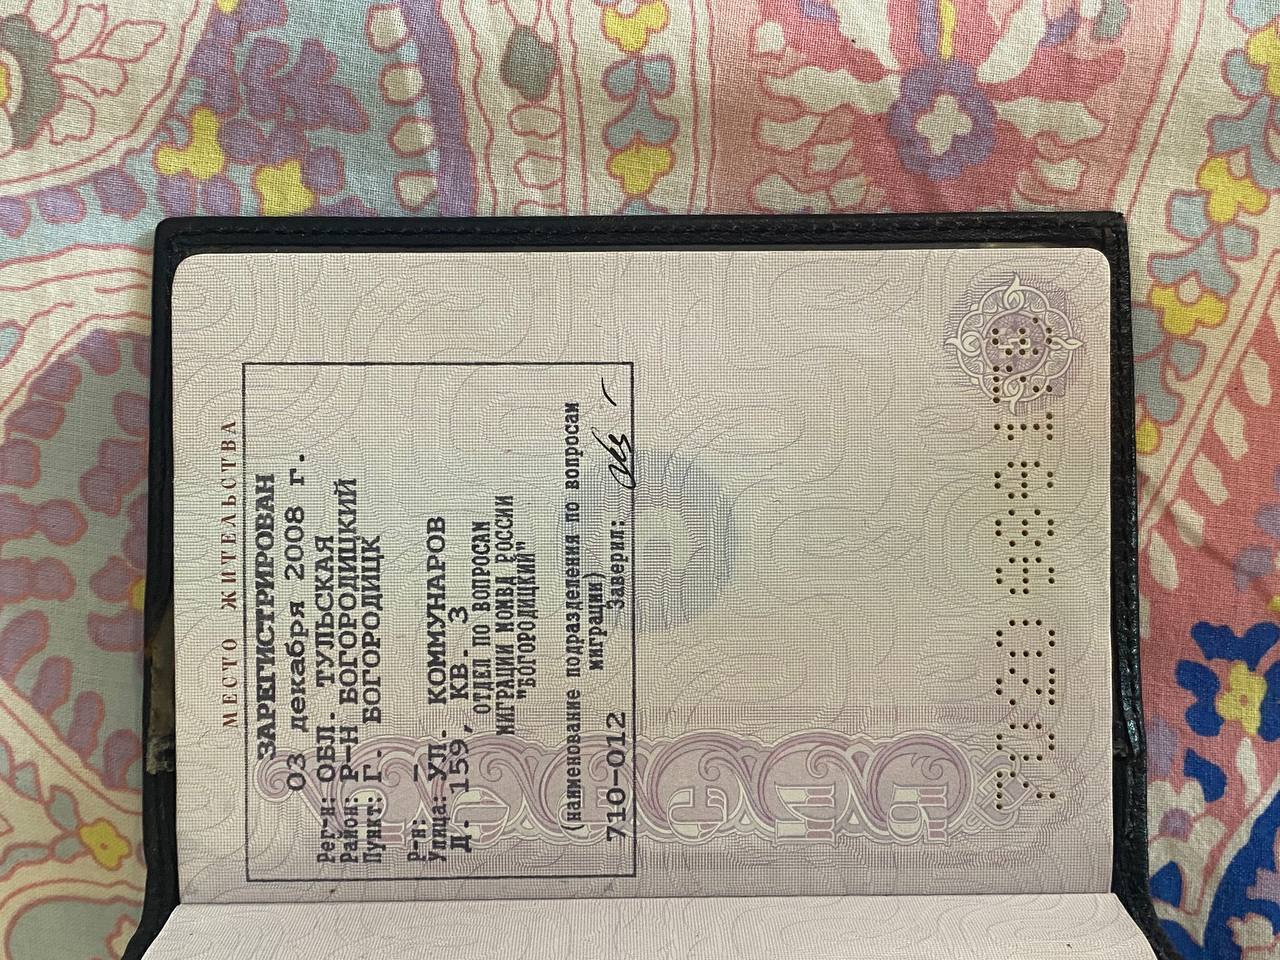 МЕСТО ЖИТЕЛЬСТВА
ЗАРЕГИСТРИРОВАН
03 декабря 2008 г.
Рег-н: ОБЛ. ТУЛЬСКАЯ
Район: Р-Н БОГОРОДИЦКИЙ
Пункт: Г. БОГОРОДИЦК
Р-н: –
Улица: УЛ. КОММУНАРОВ
Д. 159, КВ. 3
ОТДЕЛ ПО ВОПРОСАМ
МИГРАЦИИ МОМВД РОССИИ
"БОГОРОДИЦКИЙ"
(наименование подразделения по вопросам
миграции)
710-012 Заверил: